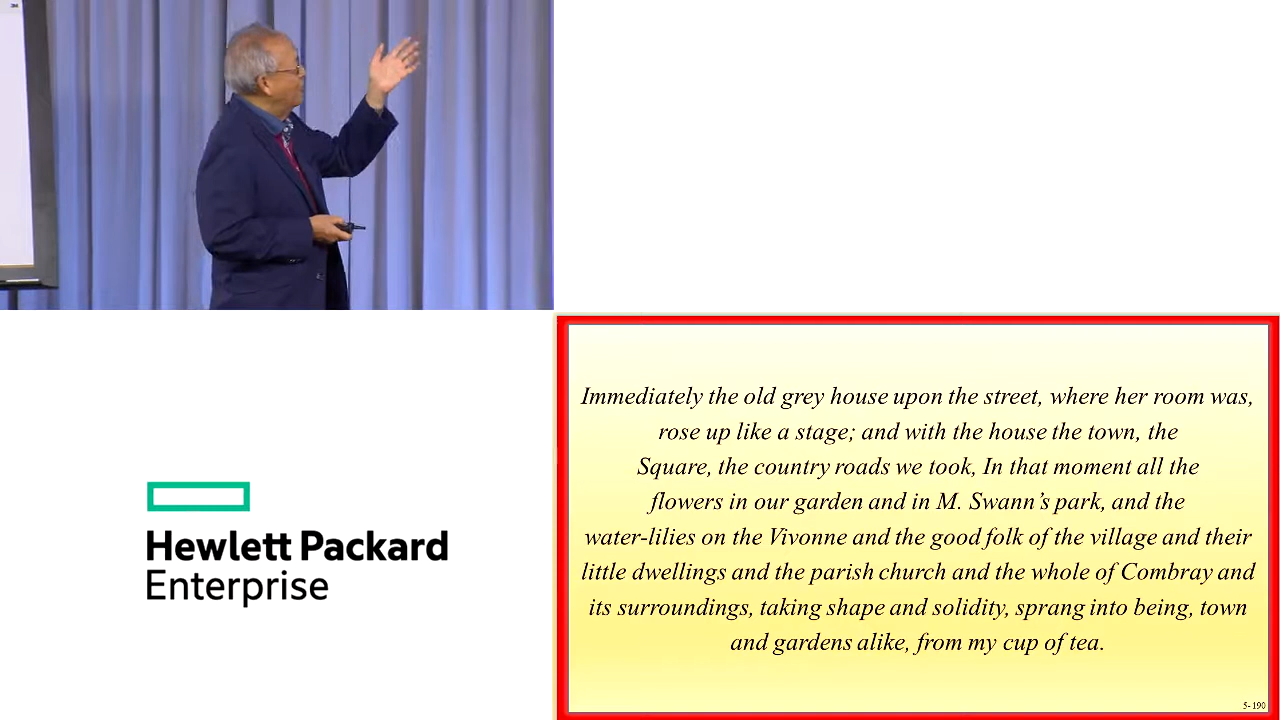 Hewlett Packard
Enterprise
Immediately the old grey house upon the street, where her room was,
rose up like a stage; and with the house the town, the
Square, the country roads we took, In that moment all the
flowers in our garden and in M. Swann’s park, and the
water-lilies on the Vivonne and the good folk of the village and their
little dwellings and the parish church and the whole of Combray and
its surroundings, taking shape and solidity, sprang into being, town
and gardens alike, from my cup of tea.
5-190